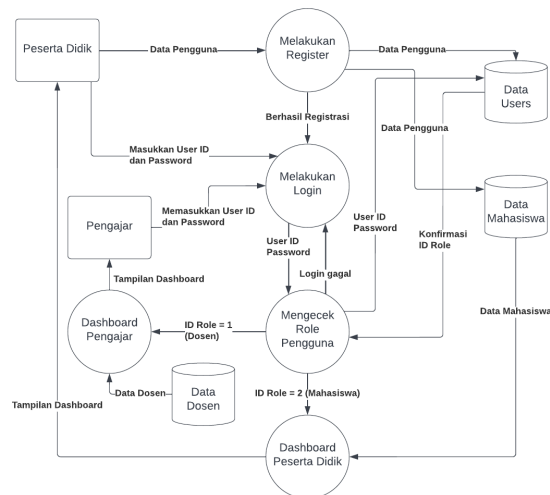 Peserta Didik
Data Pengguna
Melakukan
Register
Data Pengguna
Data
Users
Berhasil Registrasi
Data Pengguna
Masukkan User ID
dan Password
Melakukan
Login
Data
Mahasiswa
Pengajar
Memasukkan User ID
dan Password
User ID
Password
User ID
Password
Konfirmasi
ID Role
Login gagal
Tampilan Dashboard
Dashboard
Pengajar
ID Role = 1
(Dosen)
Mengecek
Role
Pengguna
Data Mahasiswa
Data Dosen
Data
Dosen
ID Role = 2 (Mahasiswa)
Tampilan Dashboard
Dashboard
Peserta Didik